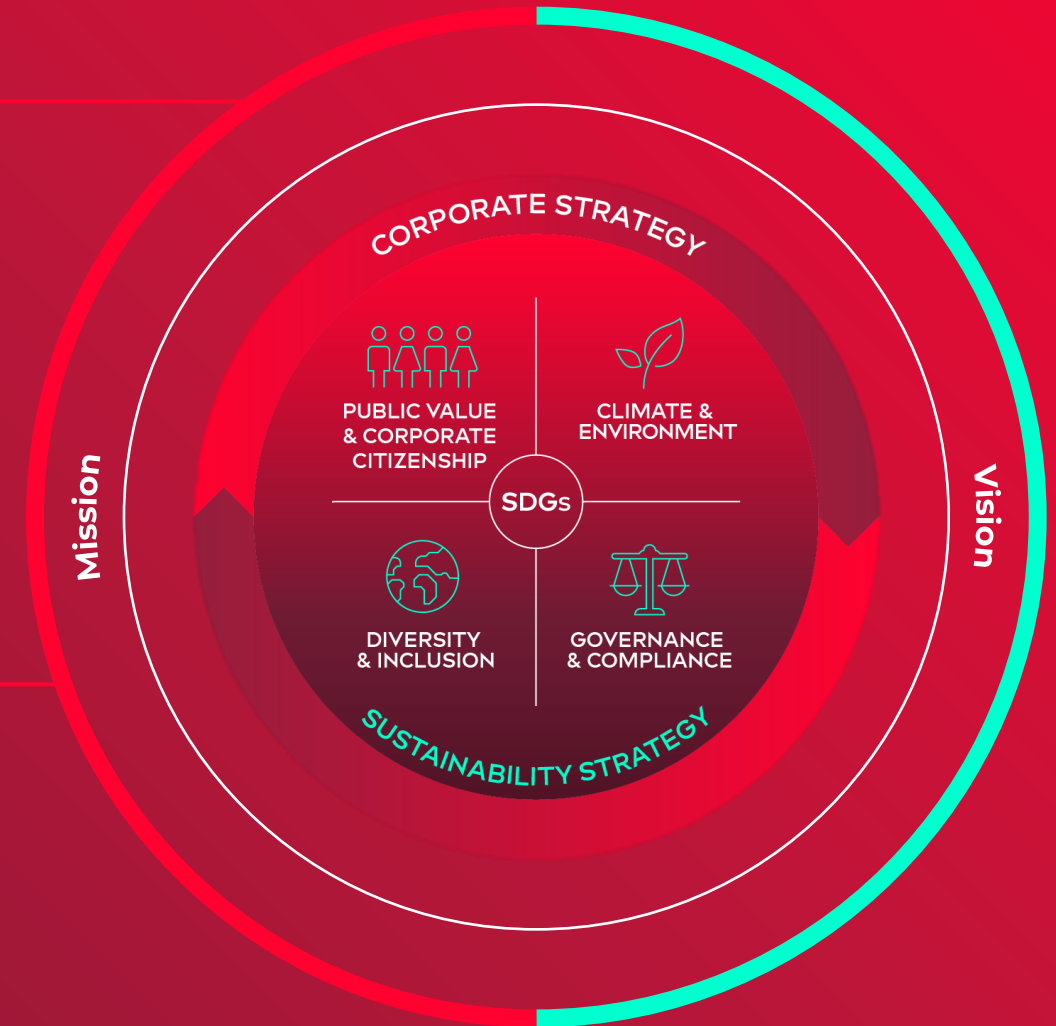 CORPORATE STRATEGY
PUBLIC VALUE
& CORPORATE
CITIZENSHIP
CLIMATE &
ENVIRONMENT
Mission
SDGs
Vision
DIVERSITY
& INCLUSION
GOVERNANCE
& COMPLIANCE
SUSTAINABILITY STRATEGY